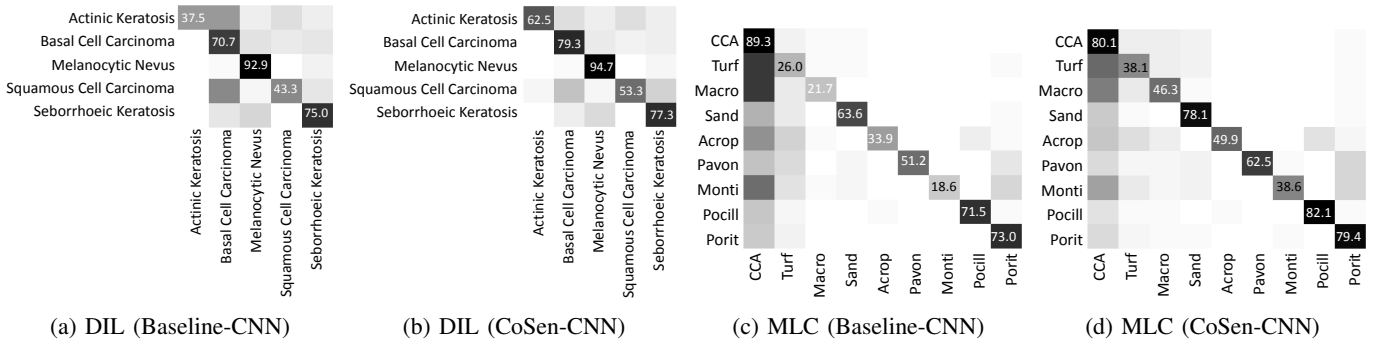 Actinic Keratosis
Basal Cell Carcinoma
Melanocytic Nevus
Squamous Cell Carcinoma
Seborrhoeic Keratosis
37.5
70.7
92.9
43.3
75.0
Actinic Keratosis
Basal Cell Carcinoma
Melanocytic Nevus
Squamous Cell Carcinoma
Seborrhoeic Keratosis
(a) DIL (Baseline-CNN)
Actinic Keratosis
Basal Cell Carcinoma
Melanocytic Nevus
Squamous Cell Carcinoma
Seborrhoeic Keratosis
62.5
79.3
94.7
53.3
77.3
Actinic Keratosis
Basal Cell Carcinoma
Melanocytic Nevus
Squamous Cell Carcinoma
Seborrhoeic Keratosis
(b) DIL (CoSen-CNN)
CCA
Turf
Macro
Sand
Acrop
Pavon
Monti
Pocill
Porit
89.3
26.0
21.7
63.6
33.9
51.2
18.6
71.5
73.0
CCA
Turf
Macro
Sand
Acrop
Pavon
Monti
Pocill
Porit
(c) MLC (Baseline-CNN)
CCA
Turf
Macro
Sand
Acrop
Pavon
Monti
Pocill
Porit
80.1
38.1
46.3
78.1
49.9
62.5
38.6
82.1
79.4
CCA
Turf
Macro
Sand
Acrop
Pavon
Monti
Pocill
Porit
(d) MLC (CoSen-CNN)